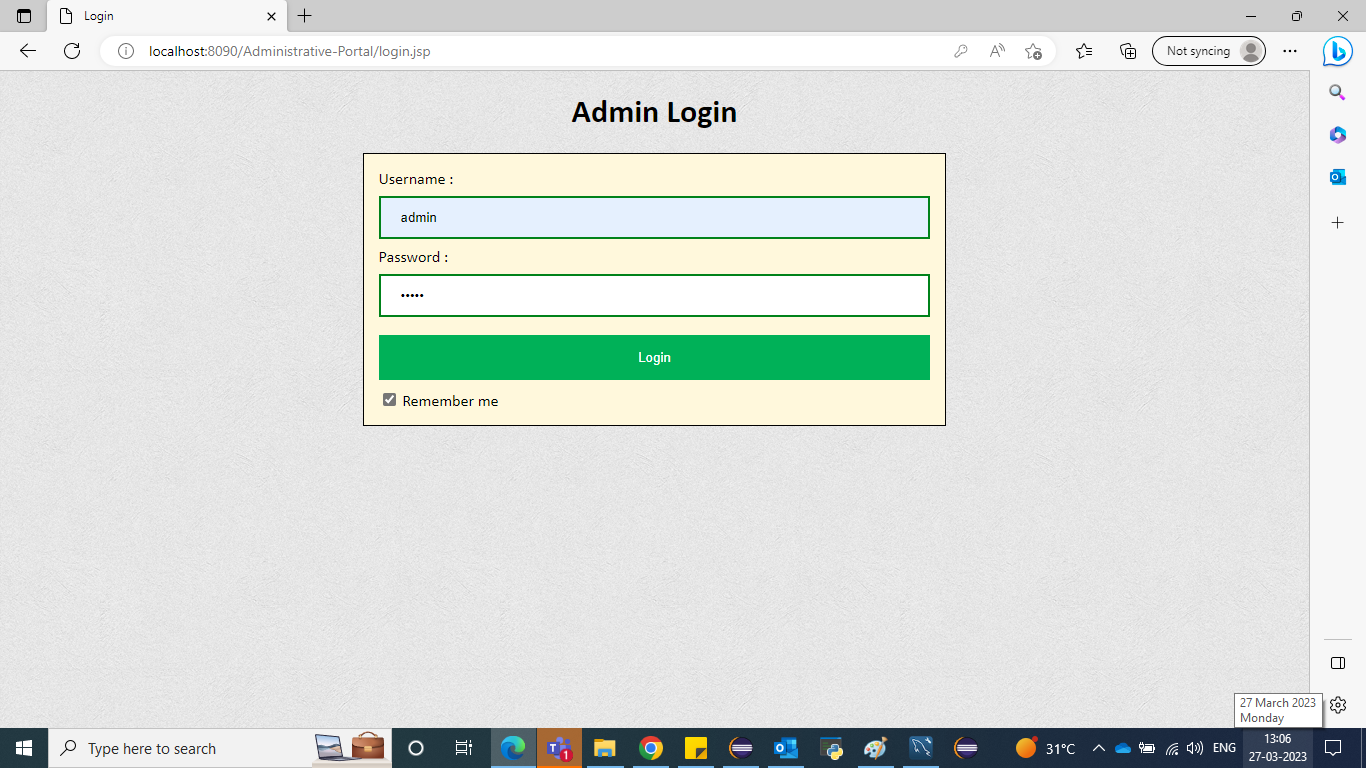 Login
localhost:8090/Administrative-Portal/login.jsp
Not syncing
Admin Login
Username :
admin
Password :
•••••
Login
Remember me
27 March 2023
Monday
Type here to search
1
31°C
ENG
13:06
27-03-2023